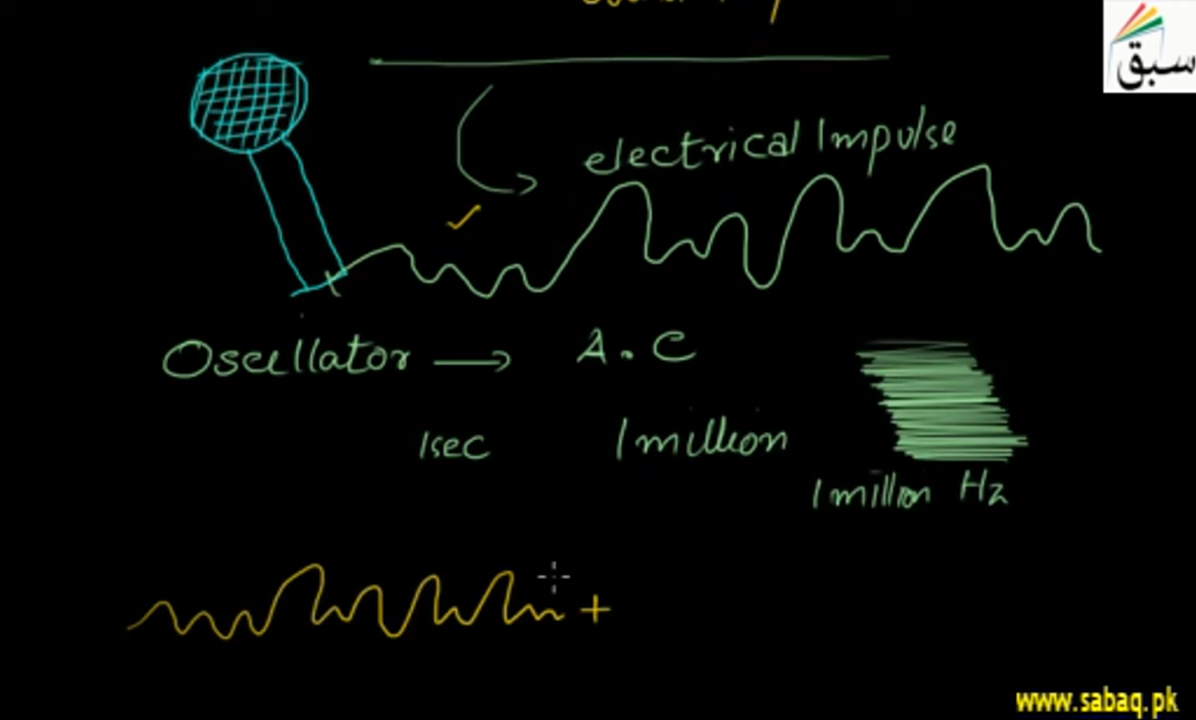 سبق
electrical Impulse
Oscillator → A.C
1sec 1million
1million Hz
+
www.sabaq.pk